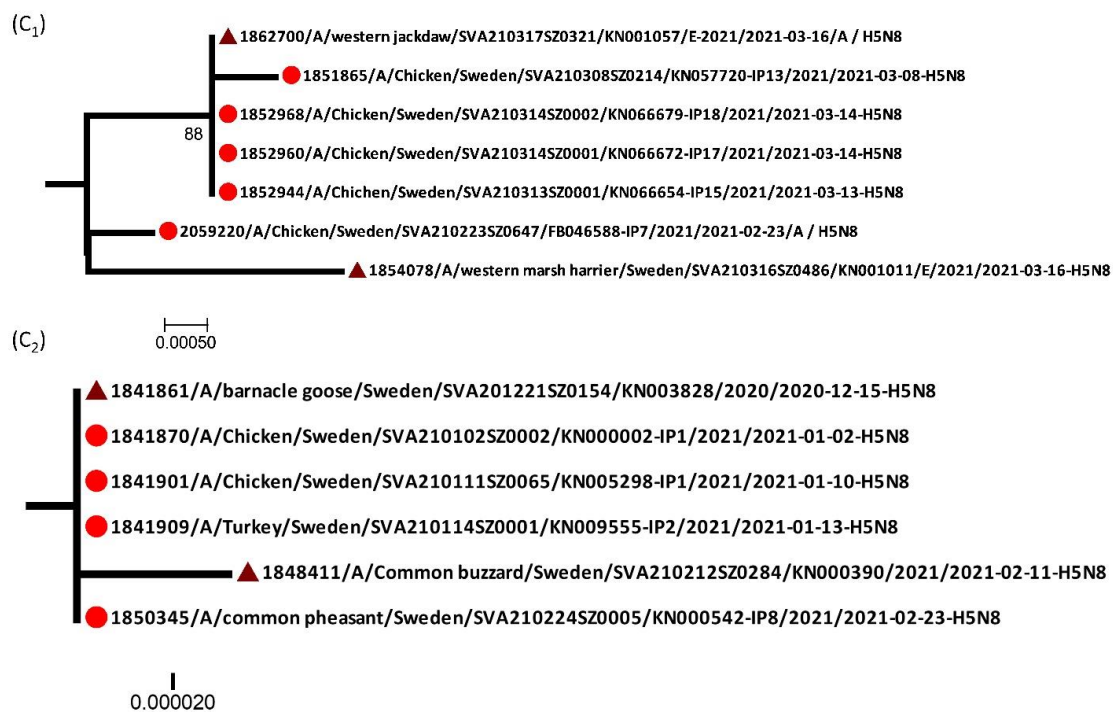 (C1)
1862700/A/western jackdaw/SVA210317SZ0321/KN001057/E-2021/2021-03-16/A / H5N8
1851865/A/Chicken/Sweden/SVA210308SZ0214/KN057720-IP13/2021/2021-03-08-H5N8
1852968/A/Chicken/Sweden/SVA210314SZ0002/KN066679-IP18/2021/2021-03-14-H5N8
88
1852960/A/Chicken/Sweden/SVA210314SZ0001/KN066672-IP17/2021/2021-03-14-H5N8
1852944/A/Chichen/Sweden/SVA210313SZ0001/KN066654-IP15/2021/2021-03-13-H5N8
2059220/A/Chicken/Sweden/SVA210223SZ0647/FB046588-IP7/2021/2021-02-23/A / H5N8
1854078/A/western marsh harrier/Sweden/SVA210316SZ0486/KN001011/E/2021/2021-03-16-H5N8
0.00050
(C2)
1841861/A/barnacle goose/Sweden/SVA201221SZ0154/KN003828/2020/2020-12-15-H5N8
1841870/A/Chicken/Sweden/SVA210102SZ0002/KN000002-IP1/2021/2021-01-02-H5N8
1841901/A/Chicken/Sweden/SVA210111SZ0065/KN005298-IP1/2021/2021-01-10-H5N8
1841909/A/Turkey/Sweden/SVA210114SZ0001/KN009555-IP2/2021/2021-01-13-H5N8
1848411/A/Common buzzard/Sweden/SVA210212SZ0284/KN000390/2021/2021-02-11-H5N8
1850345/A/common pheasant/Sweden/SVA210224SZ0005/KN000542-IP8/2021/2021-02-23-H5N8
0.000020